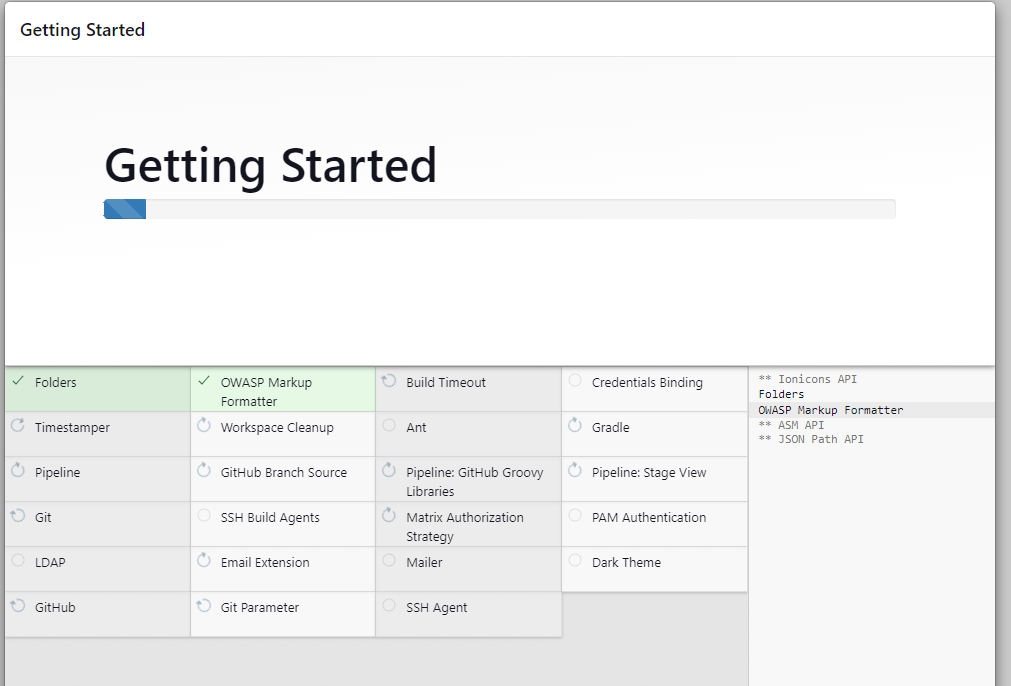 Getting Started
Getting Started
Folders
OWASP Markup
Formatter
Build Timeout
Credentials Binding
Timestamper
Workspace Cleanup
Ant
Gradle
Pipeline
GitHub Branch Source
Pipeline: GitHub Groovy
Libraries
Pipeline: Stage View
Git
SSH Build Agents
Matrix Authorization
Strategy
PAM Authentication
LDAP
Email Extension
Mailer
Dark Theme
GitHub
Git Parameter
SSH Agent
** Ionicons API
Folders
OWASP Markup Formatter
** ASM API
** JSON Path API